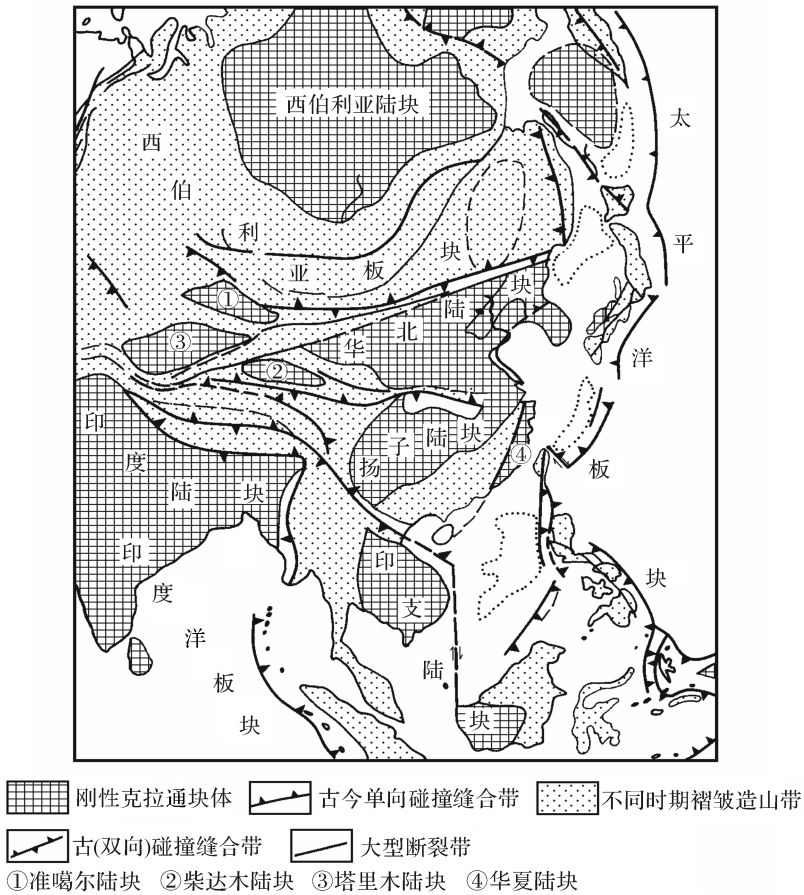 西伯利亚陆块
西伯利亚板块
太平洋板块
①
③
②
华北陆块
印度陆块
扬子陆块
④
印支陆块
印度洋板块
刚性克拉通块体
古今单向碰撞缝合带
不同时期褶皱造山带
古(双向)碰撞缝合带
大型断裂带
①准噶尔陆块 ②柴达木陆块 ③塔里木陆块 ④华夏陆块